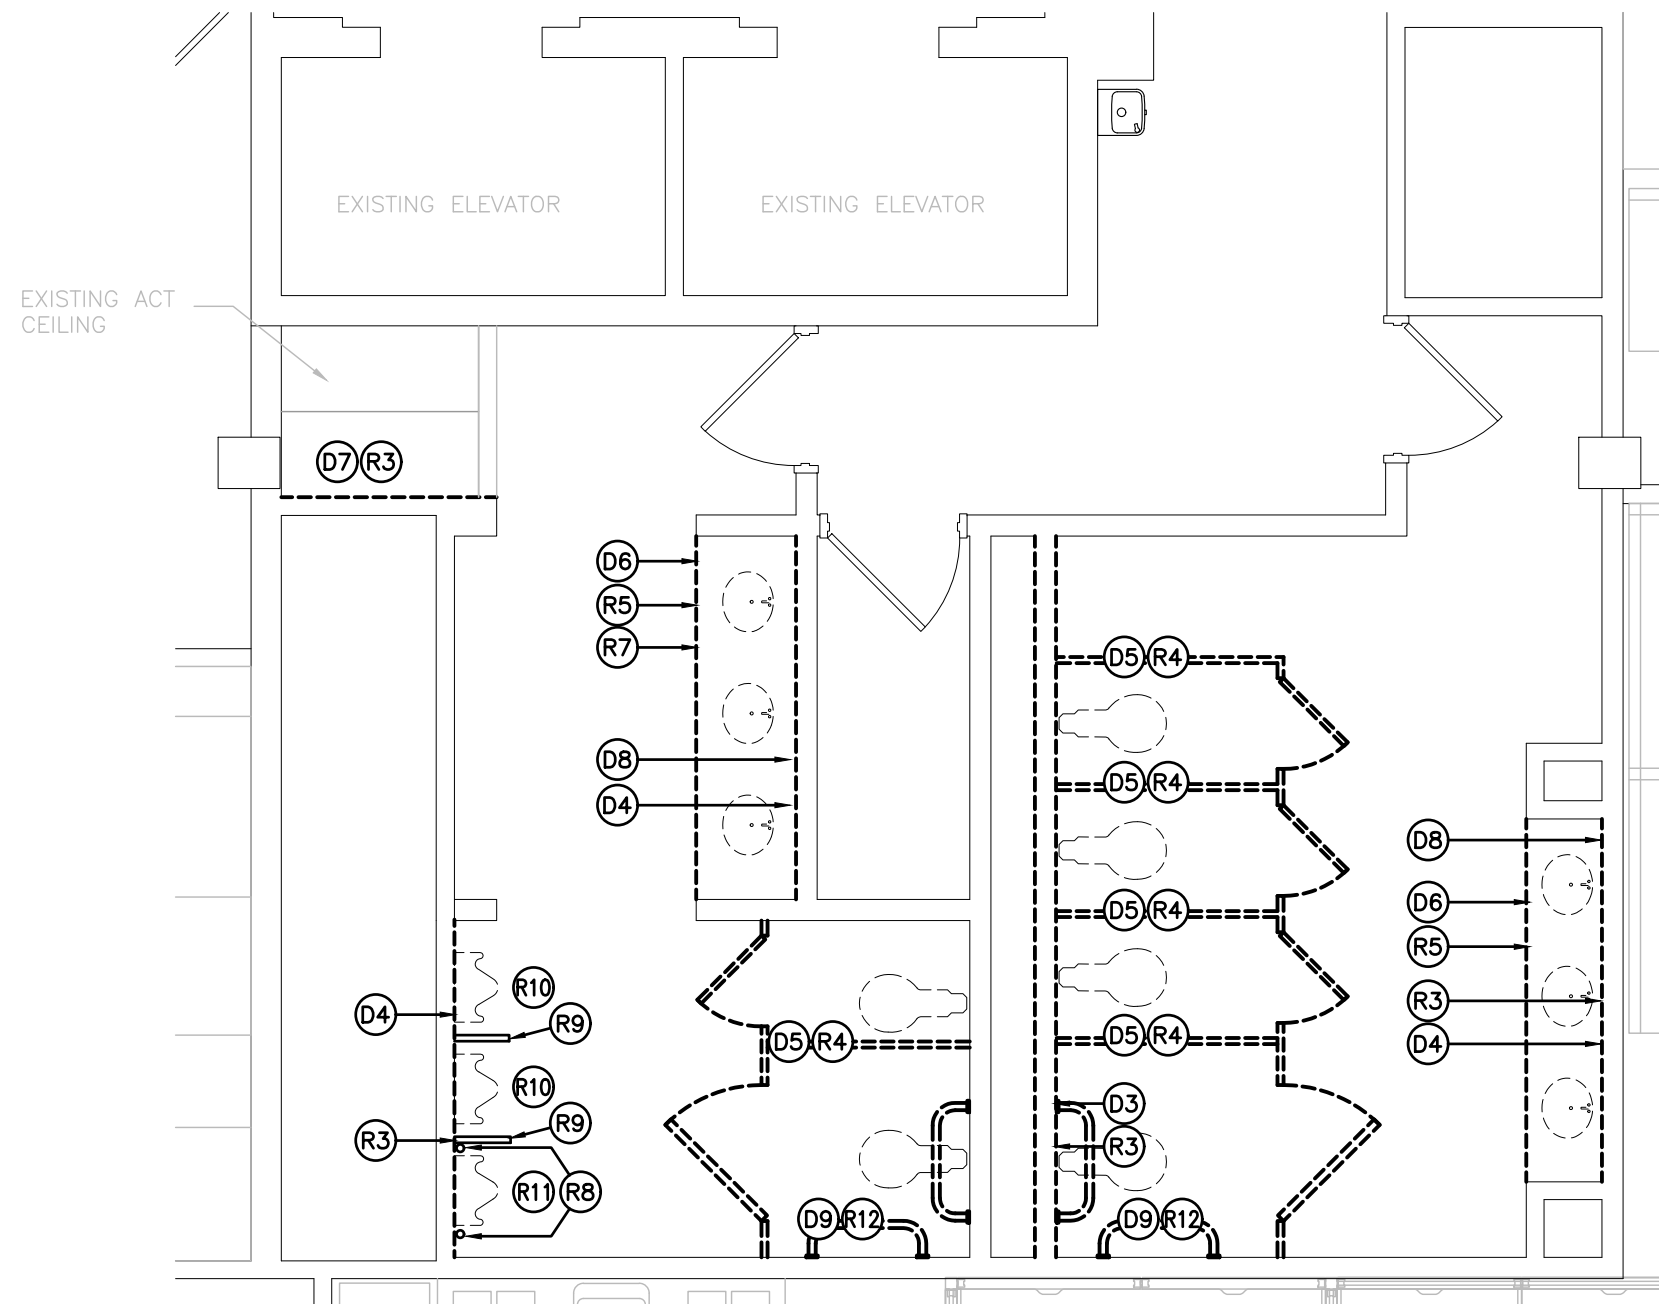 EXISTING ELEVATOR
EXISTING ELEVATOR
EXISTING ACT
CEILING
D7 R3
D6
R5
R7
D8
D4
D5 R4
D5 R4
D5 R4
D5 R4
D8
D6
R5
R3
D4
R10
D4
R9
D5 R4
R10
R9
R3
R11 R8
D3
R3
D9 R12
D9 R12